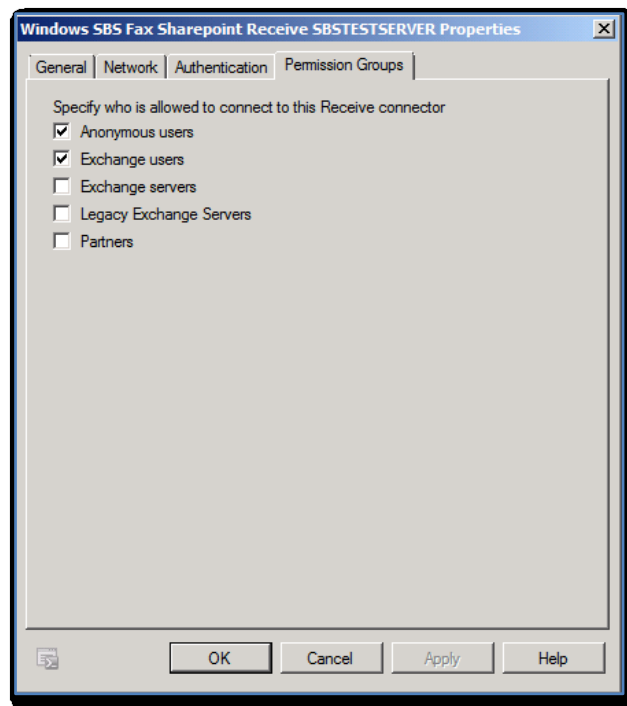 Windows SBS Fax Sharepoint Receive SBSTESTSERVER Properties
General Network Authentication Permission Groups
Specify who is allowed to connect to this Receive connector
Anonymous users
Exchange users
Exchange servers
Legacy Exchange Servers
Partners
OK Cancel Apply Help